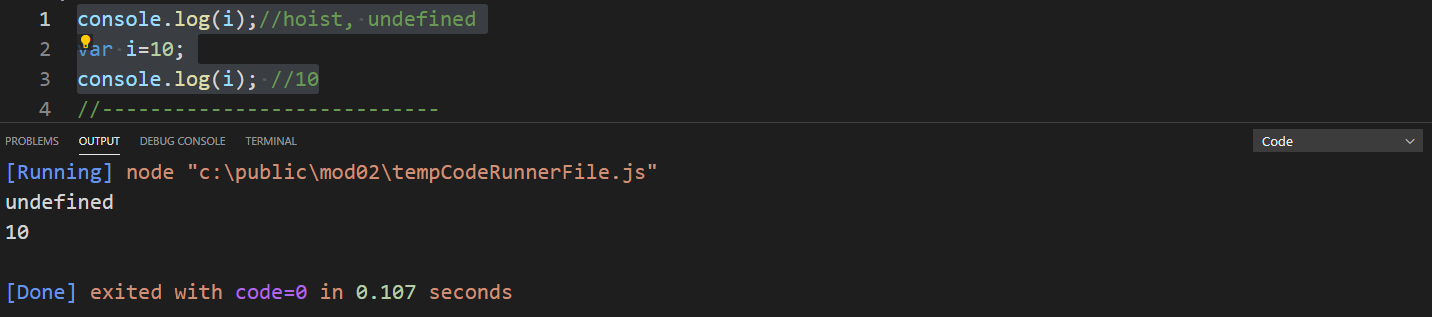 1 console.log(i);//hoist, undefined
2 var i=10;
3 console.log(i); //10
4 //----------------------------
PROBLEMS OUTPUT DEBUG CONSOLE TERMINAL Code
[Running] node "c:\public\mod02\tempCodeRunnerFile.js"
undefined
10
[Done] exited with code=0 in 0.107 seconds